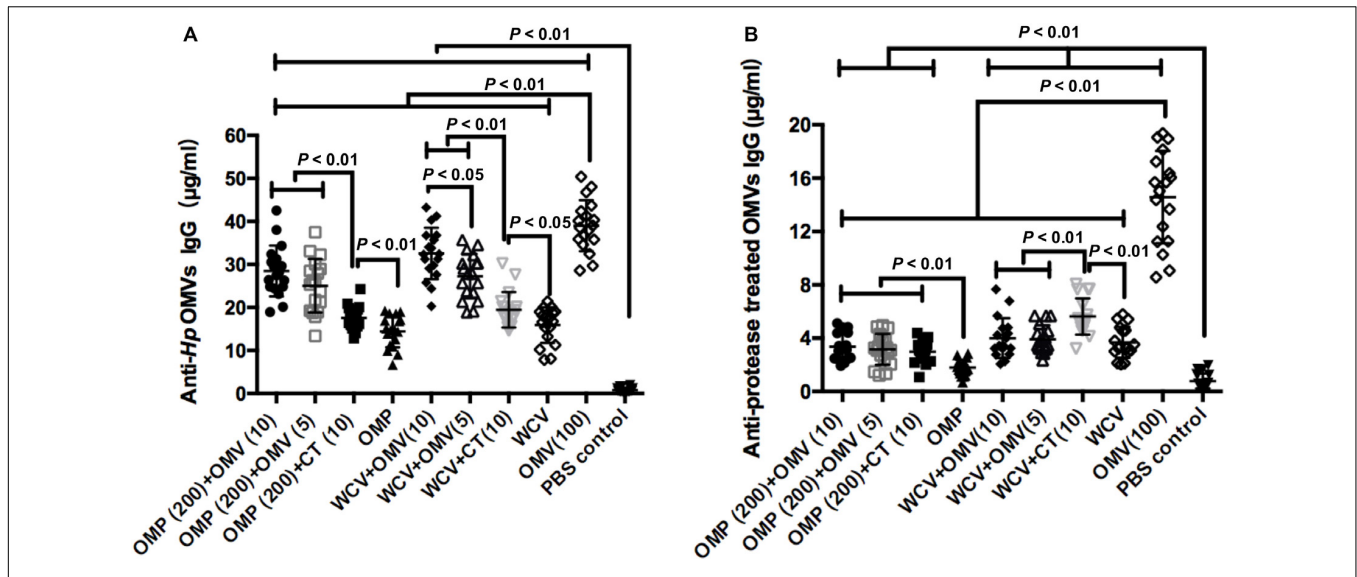 A
P < 0.01
P < 0.01
P < 0.01
P < 0.01
P < 0.05
P < 0.01
P < 0.05
Anti-Hp OMVs IgG (μg/ml)
60
50
40
30
20
10
0
OMP (200)+OMV (10)
OMP (200)+OMV (5)
OMP (200)+CT (10)
OMP
WCV+OMV(10)
WCV+OMV(5)
WCV+CT(10)
WCV
OMV(100)
PBS control
B
P < 0.01
P < 0.01
P < 0.01
P < 0.01
P < 0.01
Anti-protease treated OMVs IgG (μg/ml)
20
16
12
8
4
0
OMP (200)+OMV (10)
OMP (200)+OMV (5)
OMP (200)+CT (10)
OMP
WCV+OMV(10)
WCV+OMV(5)
WCV+CT(10)
WCV
OMV(100)
PBS control